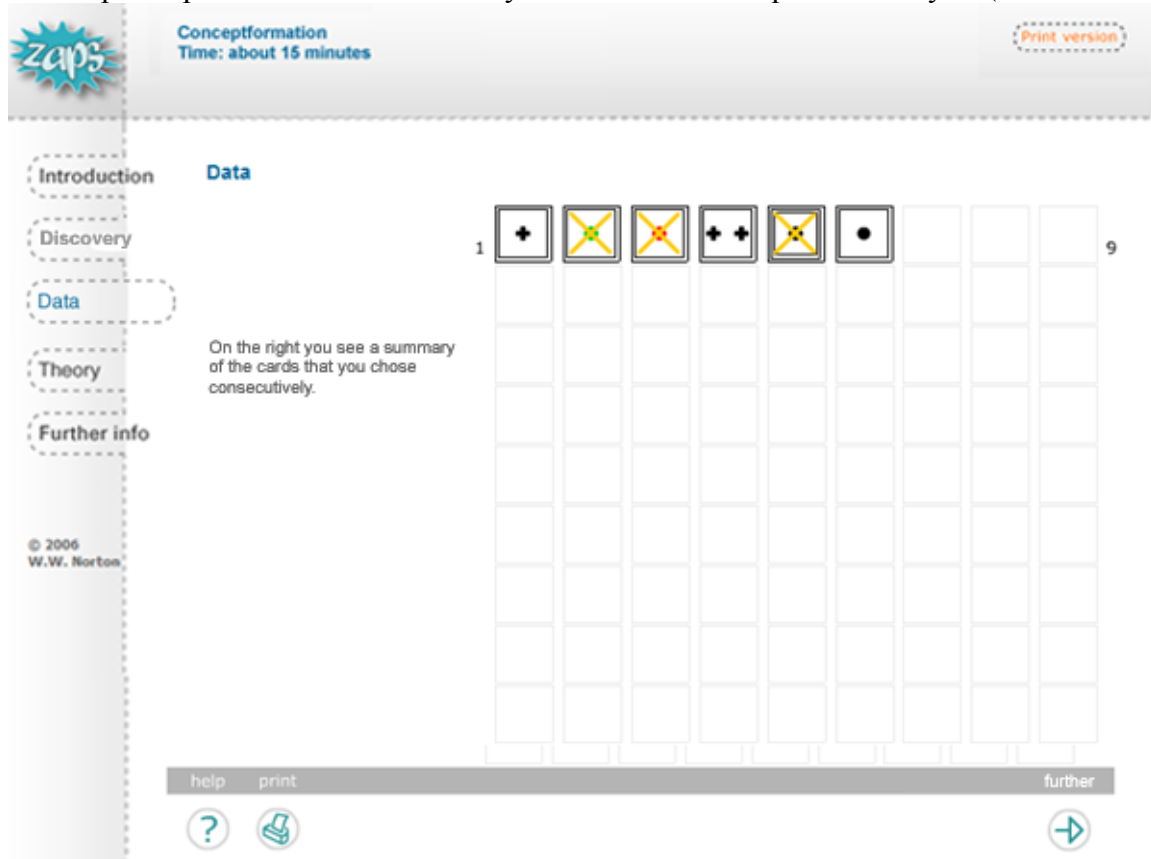 zaps
Conceptformation
Time: about 15 minutes
Print version
Introduction
Discovery
Data
Theory
Further info
© 2006
W.W. Norton
Data
1
9
On the right you see a summary
of the cards that you chose
consecutively.
help print
further
?